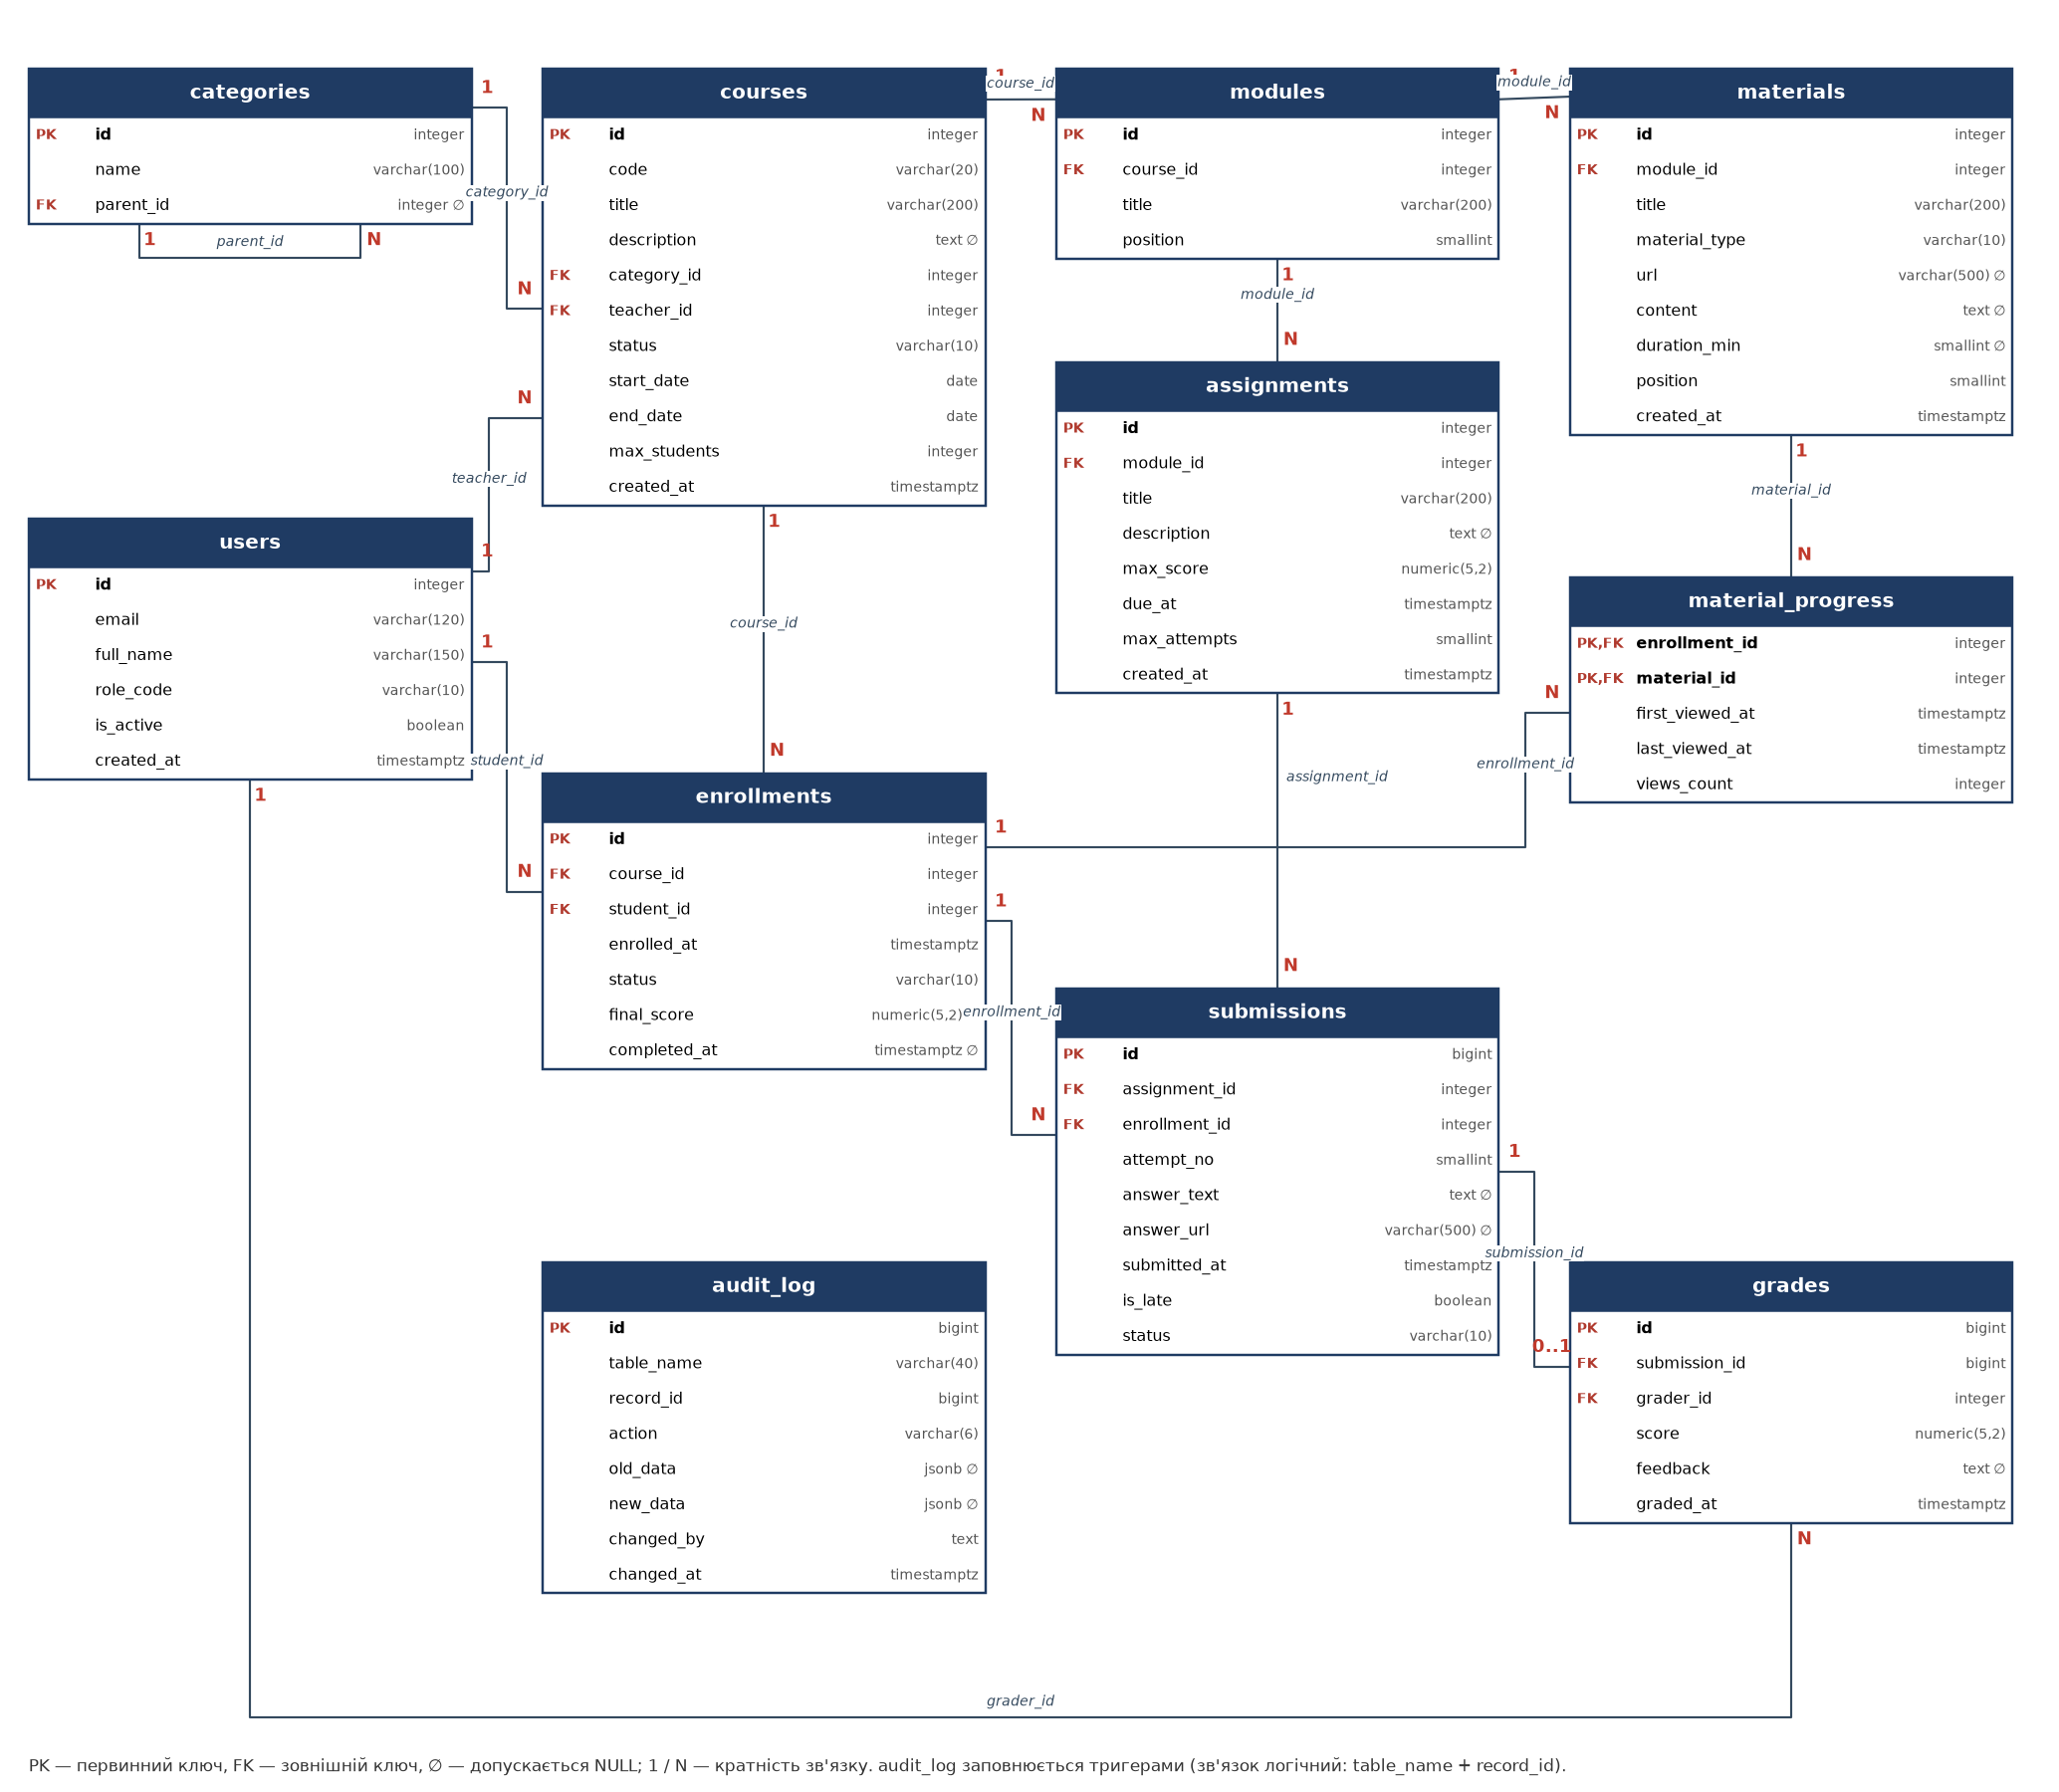 categories
PK id integer
name varchar(100)
FK parent_id integer ∅
1 parent_id N
1
category_id
N
courses
PK id integer
code varchar(20)
title varchar(200)
description text ∅
FK category_id integer
FK teacher_id integer
status varchar(10)
start_date date
end_date date
max_students integer
created_at timestamptz
1 course_id
N
modules
PK id integer
FK course_id integer
title varchar(200)
position smallint
1 module_id
N
materials
PK id integer
FK module_id integer
title varchar(200)
material_type varchar(10)
url varchar(500) ∅
content text ∅
duration_min smallint ∅
position smallint
created_at timestamptz
1
module_id
N
assignments
PK id integer
FK module_id integer
title varchar(200)
description text ∅
max_score numeric(5,2)
due_at timestamptz
max_attempts smallint
created_at timestamptz
N
teacher_id
1
users
PK id integer
email varchar(120)
full_name varchar(150)
role_code varchar(10)
is_active boolean
created_at timestamptz
1
student_id
N
1
course_id
N
1
material_id
N
material_progress
PK,FK enrollment_id integer
PK,FK material_id integer
first_viewed_at timestamptz
last_viewed_at timestamptz
views_count integer
N
enrollment_id
1
enrollments
PK id integer
FK course_id integer
FK student_id integer
enrolled_at timestamptz
status varchar(10)
final_score numeric(5,2)
completed_at timestamptz ∅
1
enrollment_id
N
1
assignment_id
N
submissions
PK id bigint
FK assignment_id integer
FK enrollment_id integer
attempt_no smallint
answer_text text ∅
answer_url varchar(500) ∅
submitted_at timestamptz
is_late boolean
status varchar(10)
1
submission_id
0..1
audit_log
PK id bigint
table_name varchar(40)
record_id bigint
action varchar(6)
old_data jsonb ∅
new_data jsonb ∅
changed_by text
changed_at timestamptz
grades
PK id bigint
FK submission_id bigint
FK grader_id integer
score numeric(5,2)
feedback text ∅
graded_at timestamptz
1
N
grader_id
PK — первинний ключ, FK — зовнішній ключ, ∅ — допускається NULL; 1 / N — кратність зв'язку. audit_log заповнюється тригерами (зв'язок логічний: table_name + record_id).